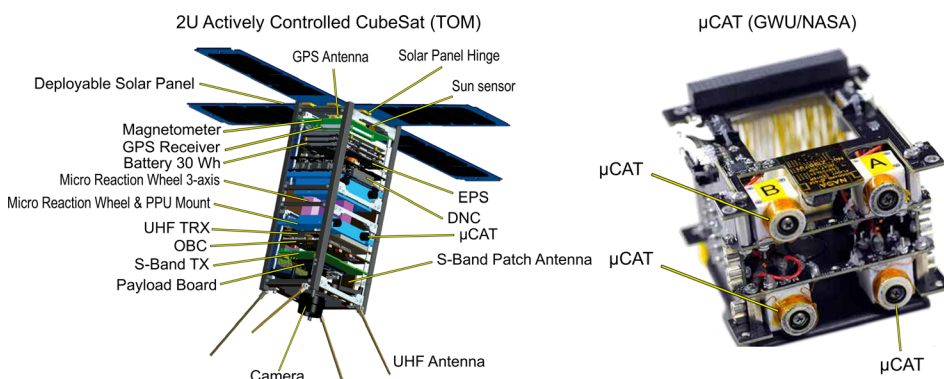 2U Actively Controlled CubeSat (TOM)
µCAT (GWU/NASA)
GPS Antenna
Solar Panel Hinge
Deployable Solar Panel
Sun sensor
Magnetometer
GPS Receiver
Battery 30 Wh
Micro Reaction Wheel 3-axis
Micro Reaction Wheel & PPU Mount
UHF TRX
OBC
S-Band TX
Payload Board
EPS
DNC
µCAT
S-Band Patch Antenna
UHF Antenna
Camera
µCAT
µCAT
µCAT
A
B
NASA